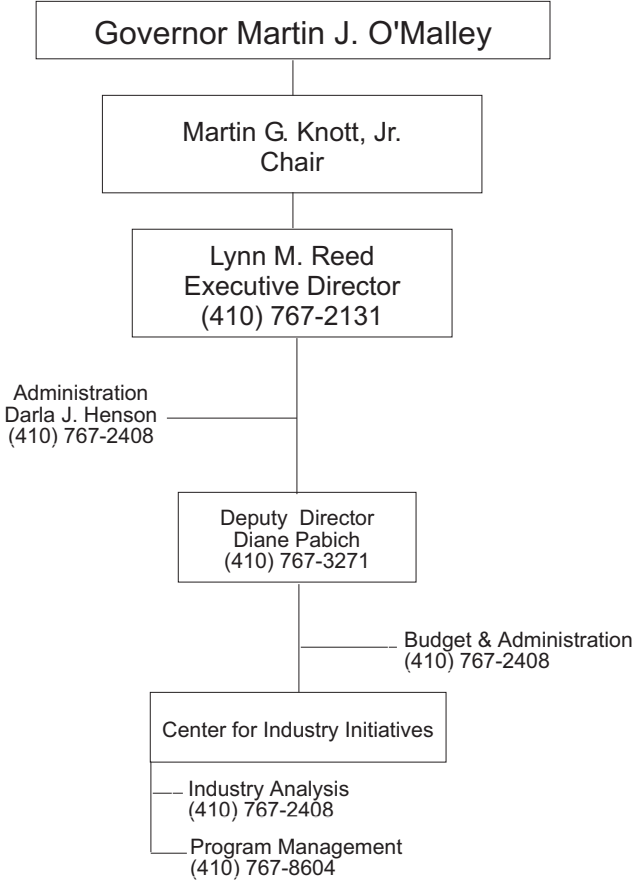 Governor Martin J. O'Malley
Martin G. Knott, Jr.
Chair
Lynn M. Reed
Executive Director
(410) 767-2131
Administration
Darla J. Henson
(410) 767-2408
Deputy Director
Diane Pabich
(410) 767-3271
Budget & Administration
(410) 767-2408
Center for Industry Initiatives
Industry Analysis
(410) 767-2408
Program Management
(410) 767-8604